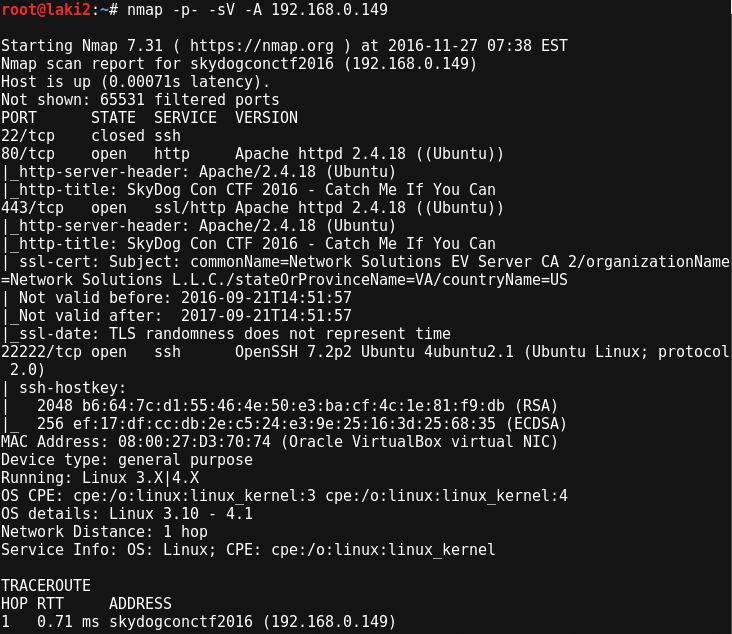 root@laki2:~# nmap -p- -sV -A 192.168.0.149
Starting Nmap 7.31 ( https://nmap.org ) at 2016-11-27 07:38 EST
Nmap scan report for skydogconctf2016 (192.168.0.149)
Host is up (0.00071s latency).
Not shown: 65531 filtered ports
PORT      STATE  SERVICE  VERSION
22/tcp    closed ssh
80/tcp    open   http     Apache httpd 2.4.18 ((Ubuntu))
|_http-server-header: Apache/2.4.18 (Ubuntu)
|_http-title: SkyDog Con CTF 2016 - Catch Me If You Can
443/tcp   open   ssl/http Apache httpd 2.4.18 ((Ubuntu))
|_http-server-header: Apache/2.4.18 (Ubuntu)
|_http-title: SkyDog Con CTF 2016 - Catch Me If You Can
| ssl-cert: Subject: commonName=Network Solutions EV Server CA 2/organizationName
=Network Solutions L.L.C./stateOrProvinceName=VA/countryName=US
| Not valid before: 2016-09-21T14:51:57
|_Not valid after:  2017-09-21T14:51:57
|_ssl-date: TLS randomness does not represent time
22222/tcp open   ssh      OpenSSH 7.2p2 Ubuntu 4ubuntu2.1 (Ubuntu Linux; protocol
 2.0)
| ssh-hostkey:
|   2048 b6:64:7c:d1:55:46:4e:50:e3:ba:cf:4c:1e:81:f9:db (RSA)
|_  256 ef:17:df:cc:db:2e:c5:24:e3:9e:25:16:3d:25:68:35 (ECDSA)
MAC Address: 08:00:27:D3:70:74 (Oracle VirtualBox virtual NIC)
Device type: general purpose
Running: Linux 3.X|4.X
OS CPE: cpe:/o:linux:linux_kernel:3 cpe:/o:linux:linux_kernel:4
OS details: Linux 3.10 - 4.1
Network Distance: 1 hop
Service Info: OS: Linux; CPE: cpe:/o:linux:linux_kernel
TRACEROUTE
HOP RTT     ADDRESS
1   0.71 ms skydogconctf2016 (192.168.0.149)